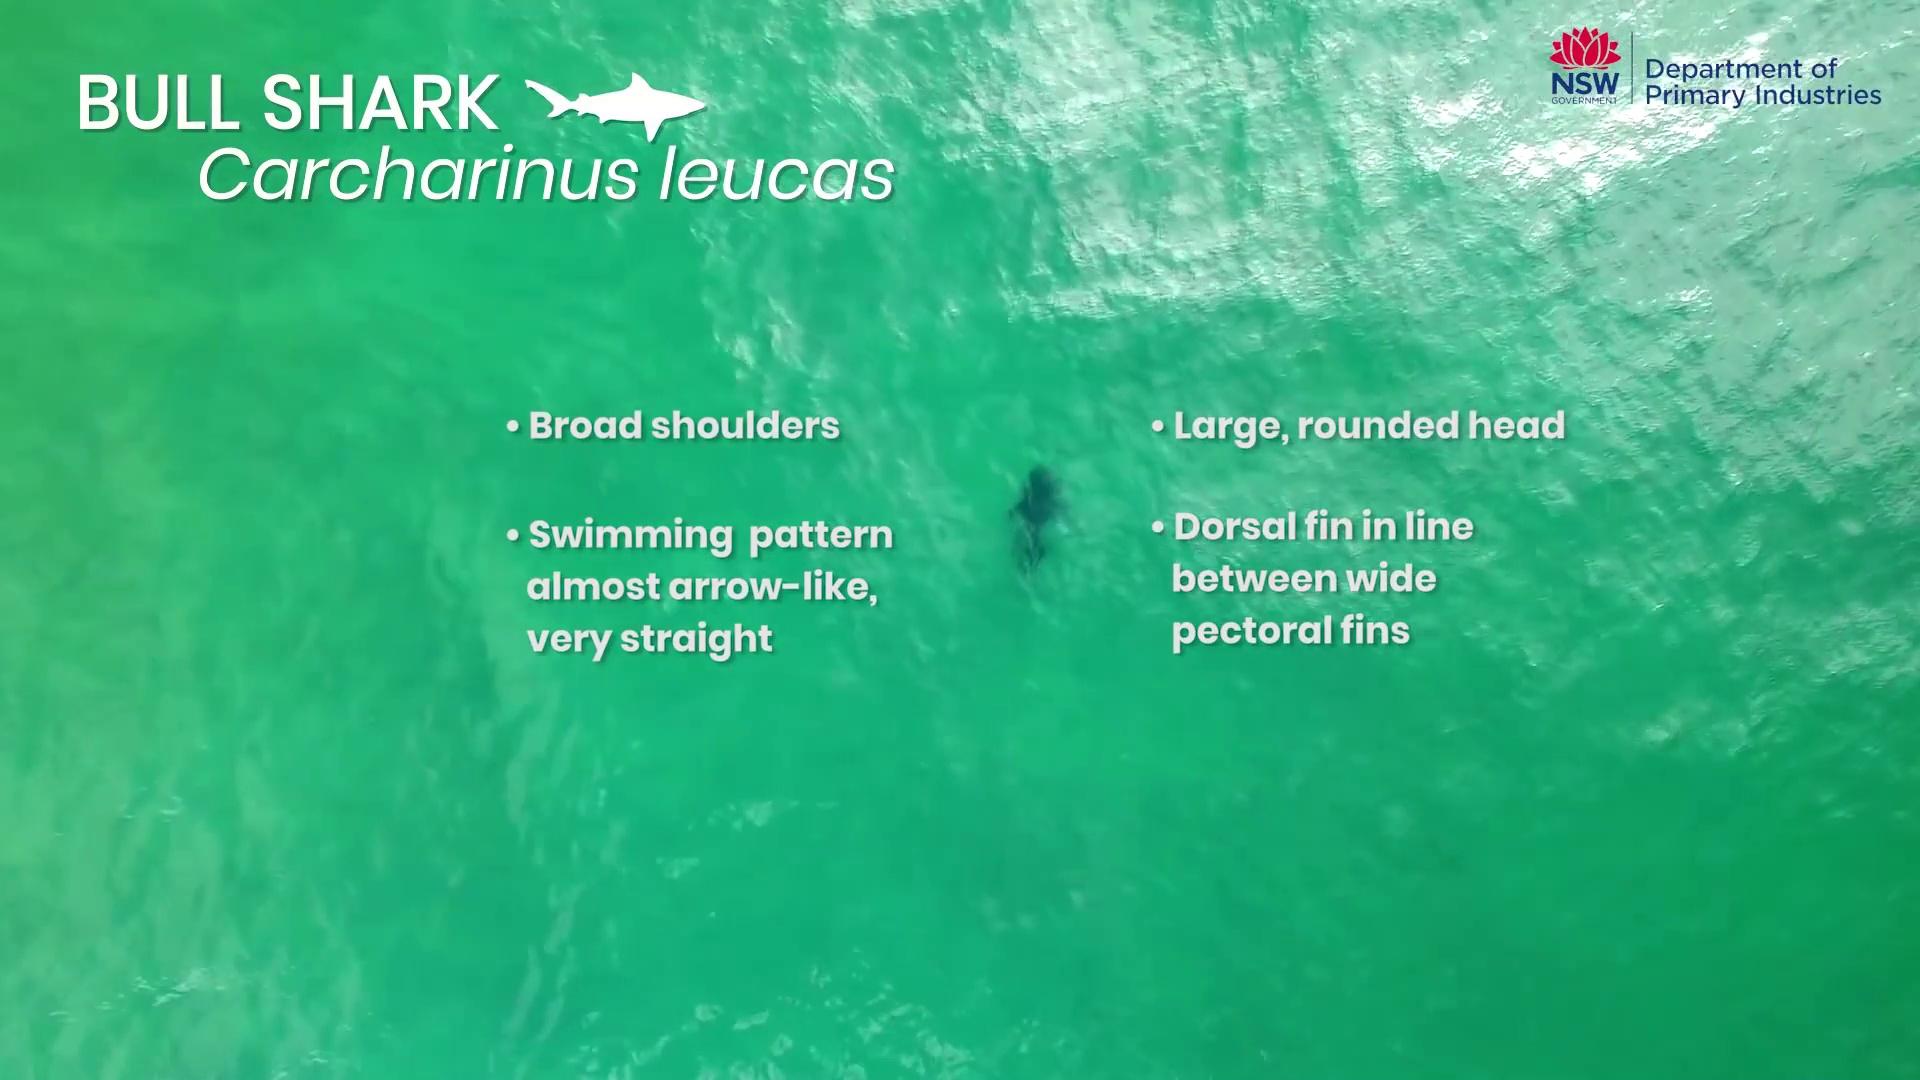 BULL SHARK
Carcharinus leucas
NSW
GOVERNMENT
Department of
Primary Industries
• Broad shoulders
• Swimming pattern
almost arrow-like,
very straight
• Large, rounded head
• Dorsal fin in line
between wide
pectoral fins